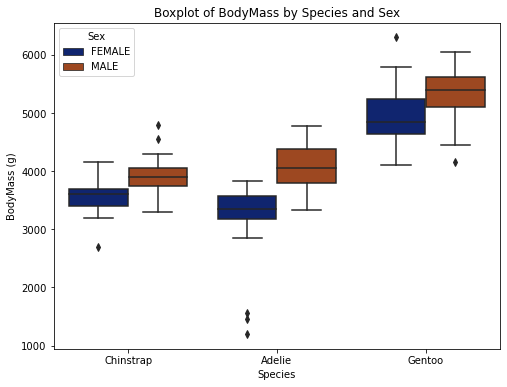 Boxplot of BodyMass by Species and Sex
Sex
FEMALE
MALE
BodyMass (g)
6000
5000
4000
3000
2000
1000
Chinstrap
Adelie
Gentoo
Species